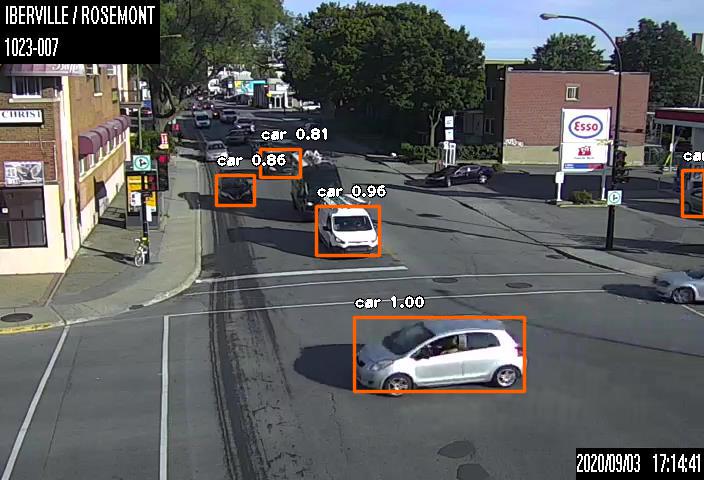 IBERVILLE / ROSEMONT
1023-007
CHRIST
Esso
car 0.81
car 0.86
car 0.96
car 1.00
2020/09/03 17:14:41